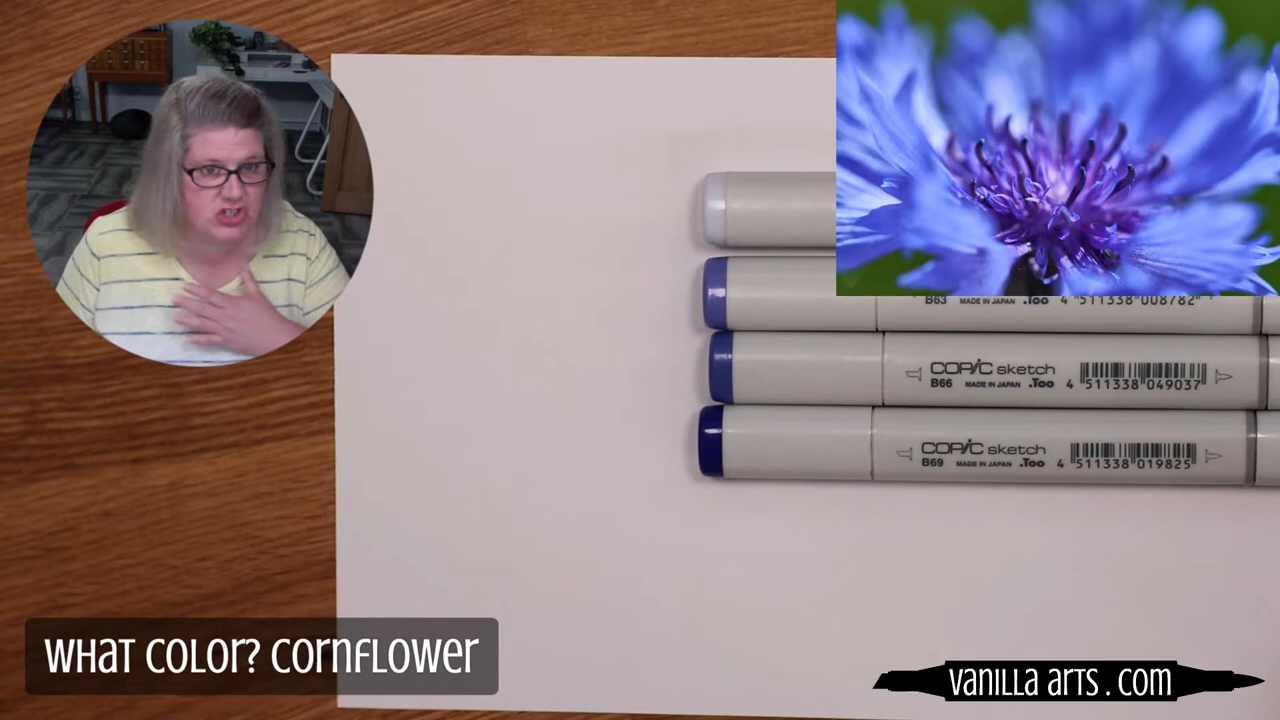 B63 MADE IN JAPAN .Too 4 511338 008782
COPIC sketch
B66 MADE IN JAPAN .Too 4 511338 049037
COPIC sketch
B69 MADE IN JAPAN .Too 4 511338 019825
WHAT COLOR? CORNFLOWER
VANILLA ARTS . COM